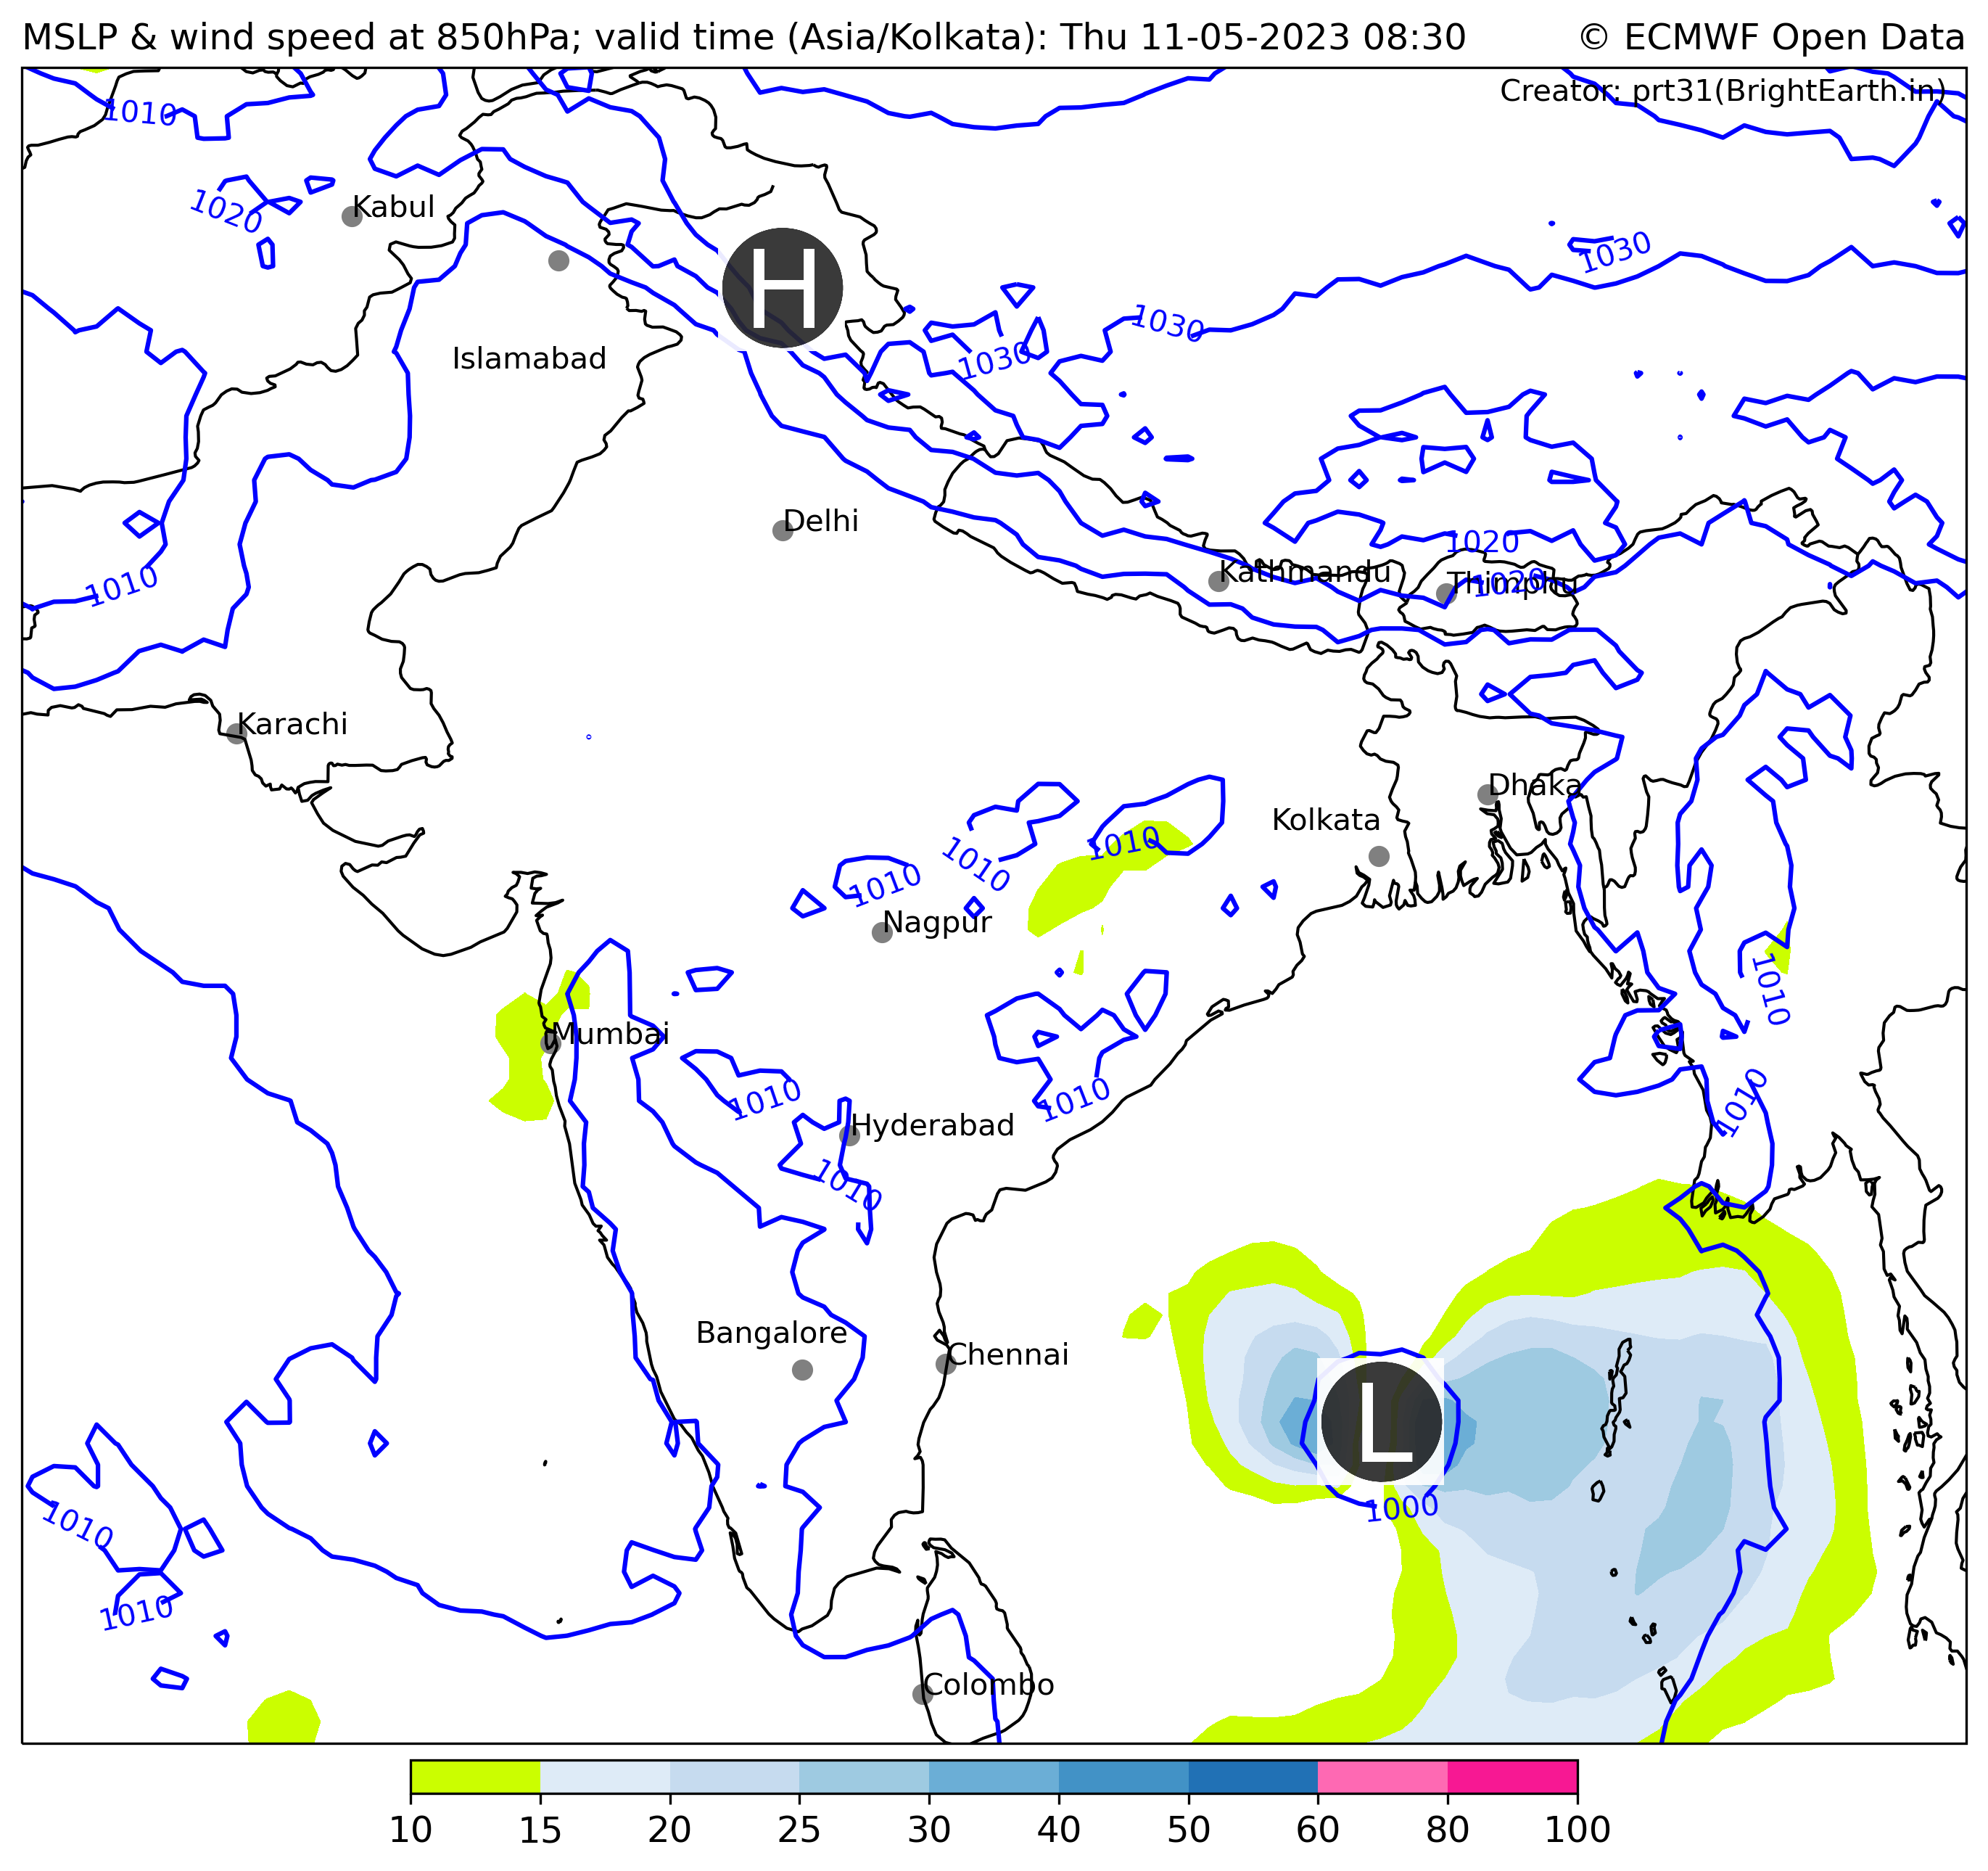 MSLP & wind speed at 850hPa; valid time (Asia/Kolkata): Thu 11-05-2023 08:30 © ECMWF Open Data
Creator: prt31(BrightEarth.in)
1010
1020
Kabul
H
1030
1030
1030
Islamabad
Delhi
1020
1010
Kathmandu
Thimphu
1020
Karachi
Dhaka
Kolkata
1010
1010
1010
Nagpur
1010
Mumbai
1010
1010
1010
Hyderabad
1010
Bangalore
Chennai
L
1000
1010
1010
Colombo
10 15 20 25 30 40 50 60 80 100